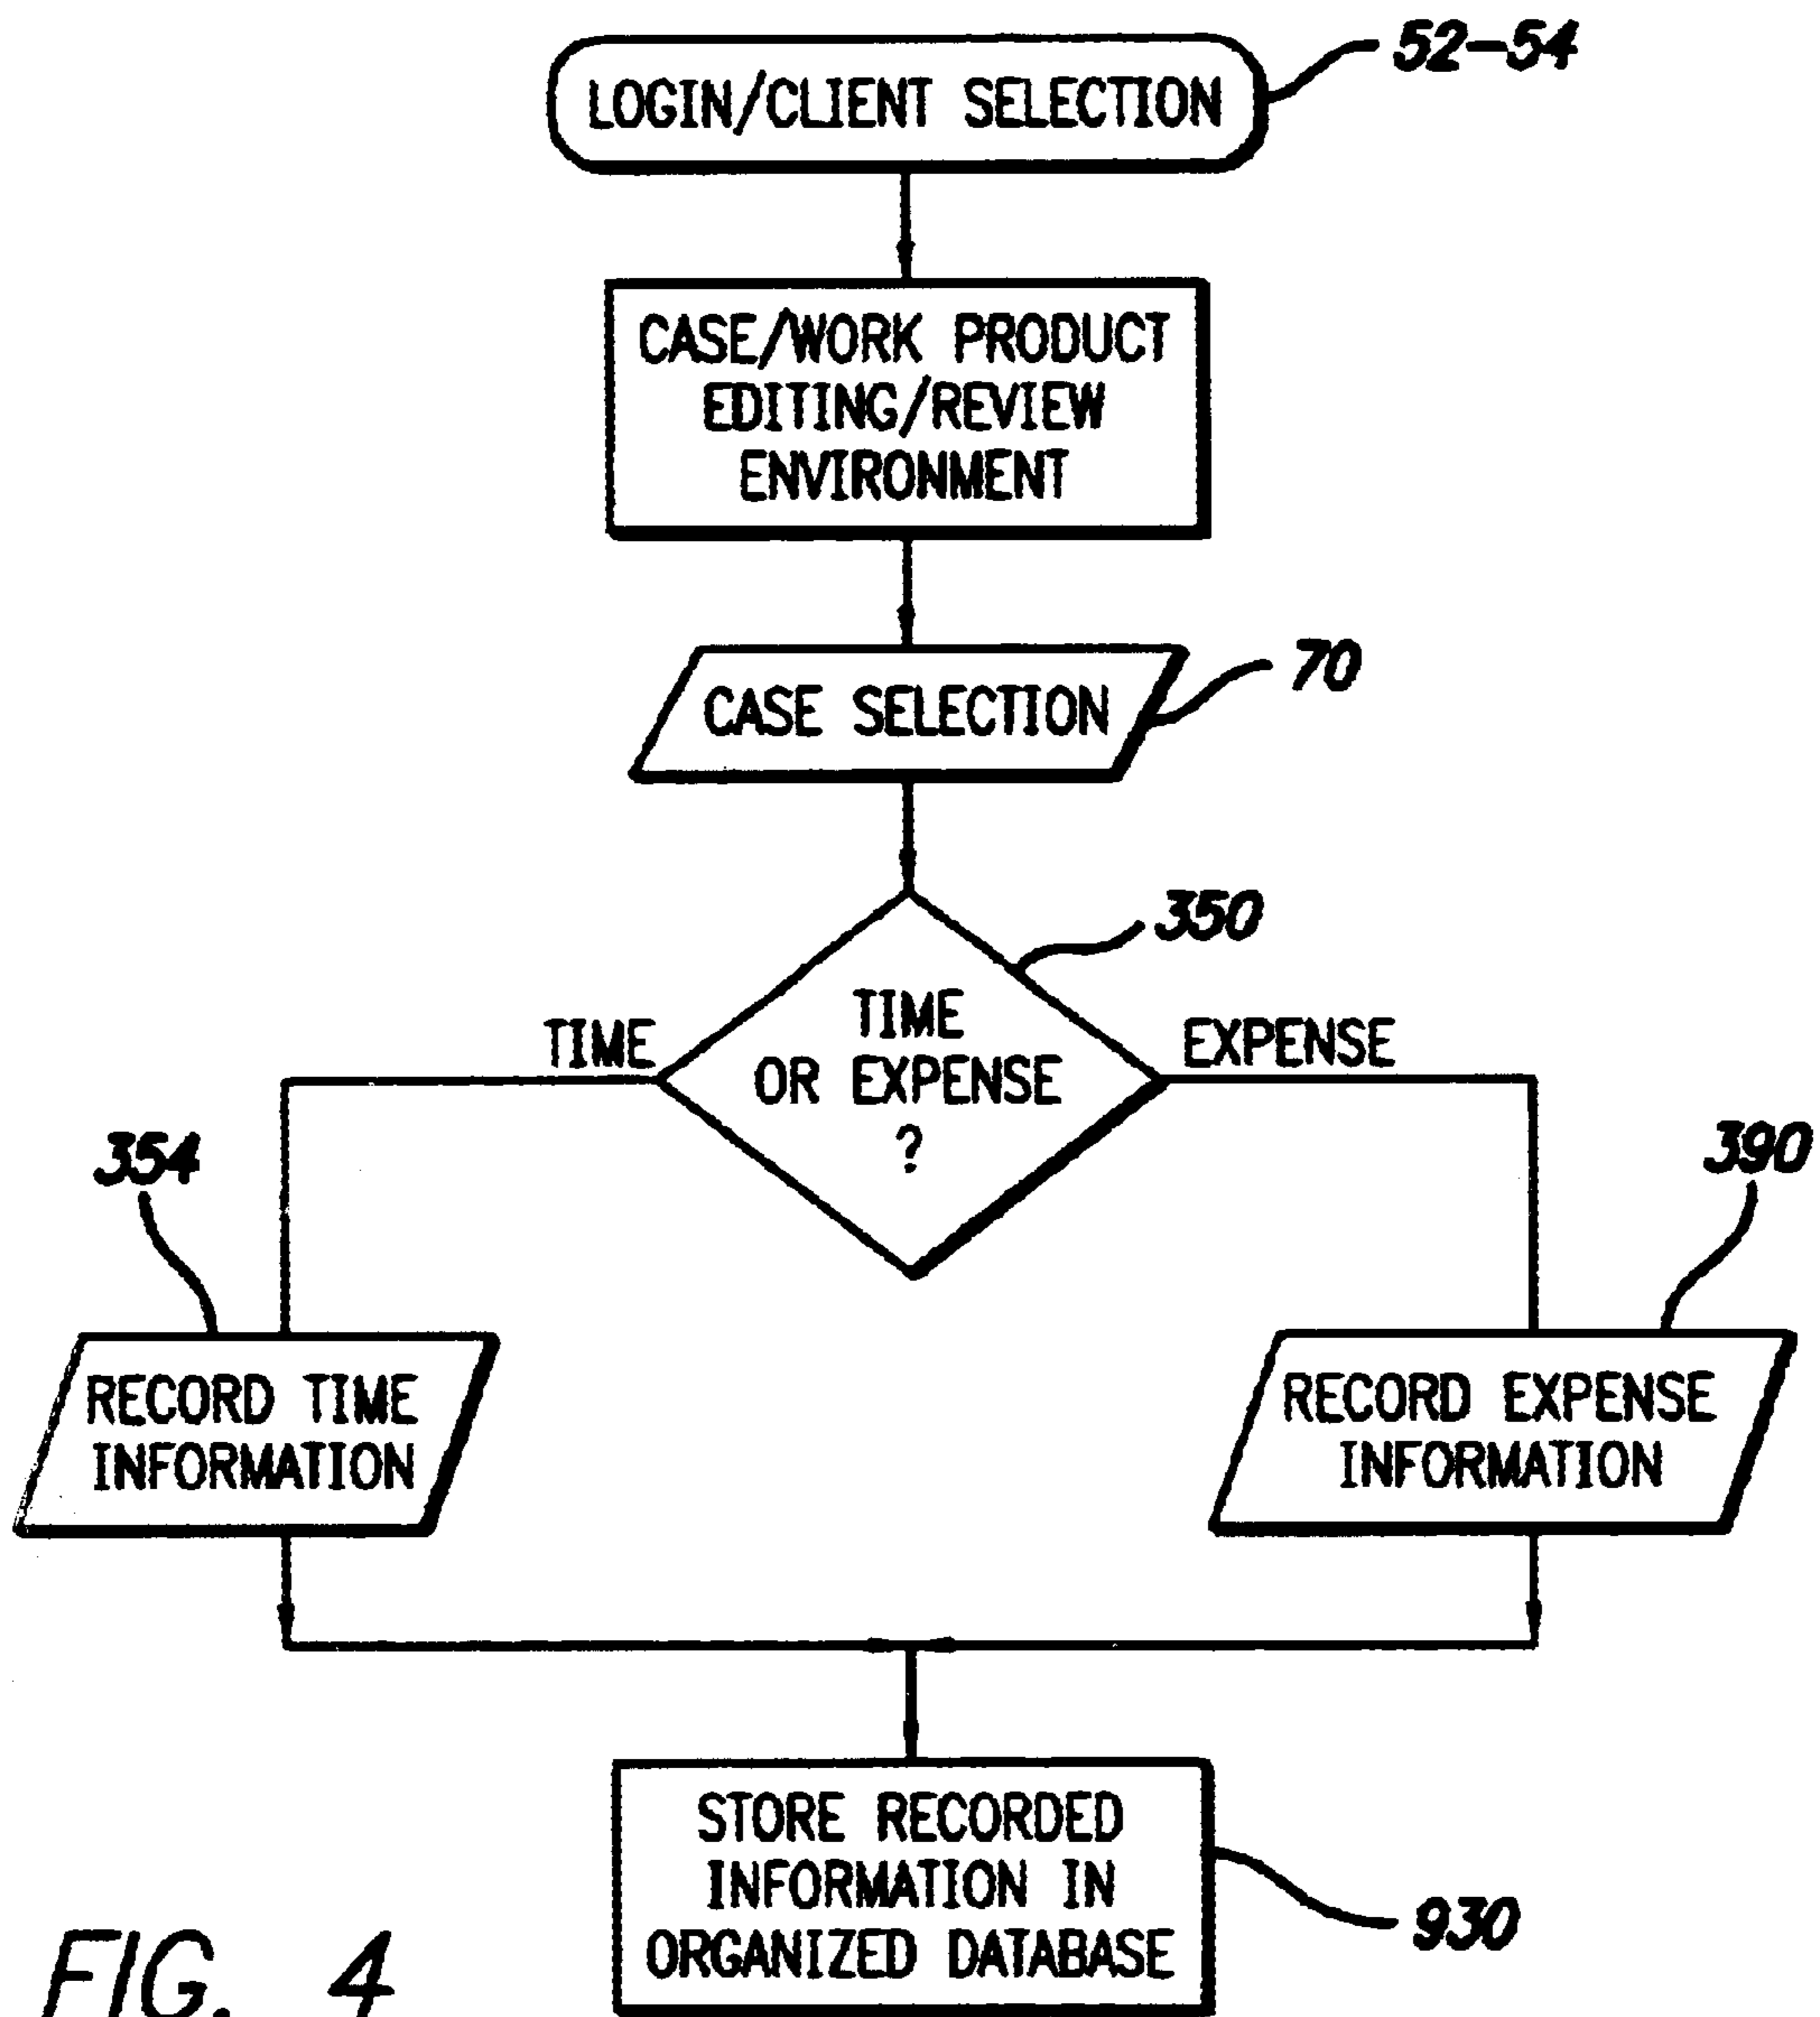 52-54
LOGIN/CLIENT SELECTION
CASE/WORK PRODUCT
EDITING/REVIEW
ENVIRONMENT
70
CASE SELECTION
350
TIME
OR EXPENSE
?
TIME
EXPENSE
354
390
RECORD TIME
INFORMATION
RECORD EXPENSE
INFORMATION
STORE RECORDED
INFORMATION IN
ORGANIZED DATABASE
930
FIG. 4